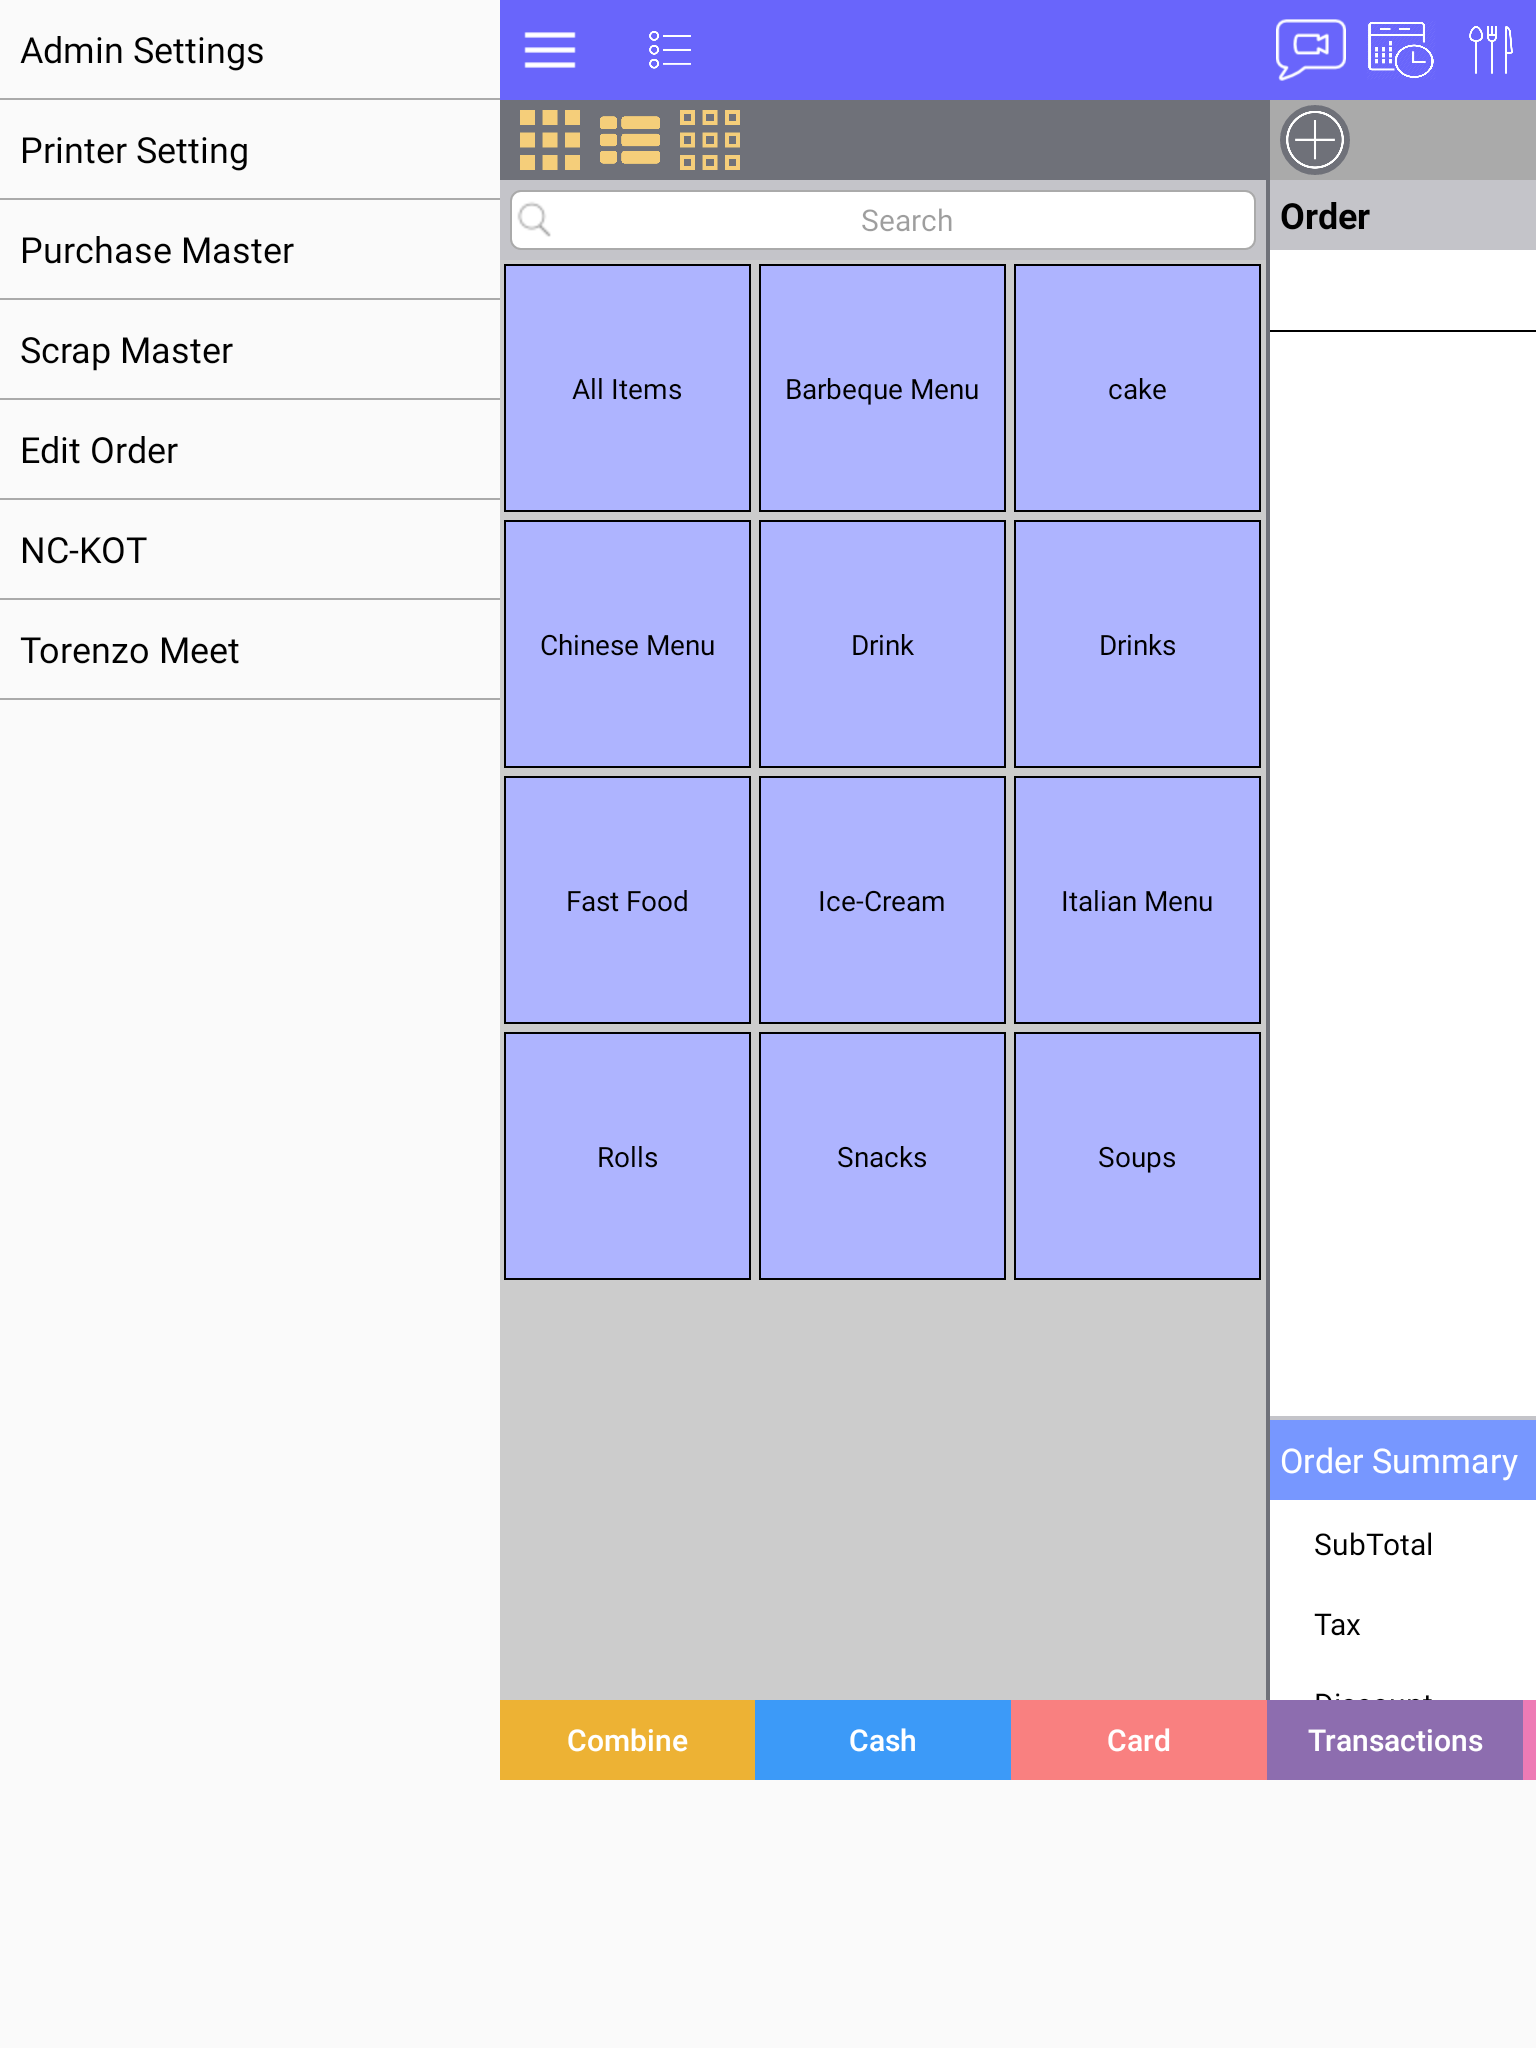 Admin Settings
Printer Setting
Purchase Master
Scrap Master
Edit Order
NC-KOT
Torenzo Meet
Search
All Items
Barbeque Menu
cake
Chinese Menu
Drink
Drinks
Fast Food
Ice-Cream
Italian Menu
Rolls
Snacks
Soups
Order
Order Summary
SubTotal
Tax
Combine
Cash
Card
Transactions